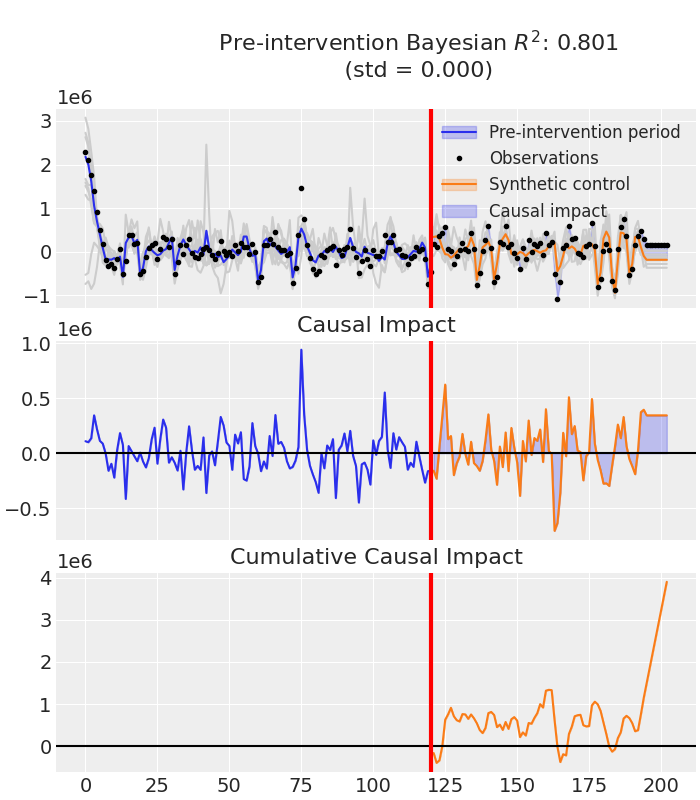 Pre-intervention Bayesian $R^2$: 0.801
(std = 0.000)
1e6
3
2
1
0
−1
Pre-intervention period
Observations
Synthetic control
Causal impact
1e6
Causal Impact
1.0
0.5
0.0
−0.5
1e6
Cumulative Causal Impact
4
3
2
1
0
0 25 50 75 100 125 150 175 200